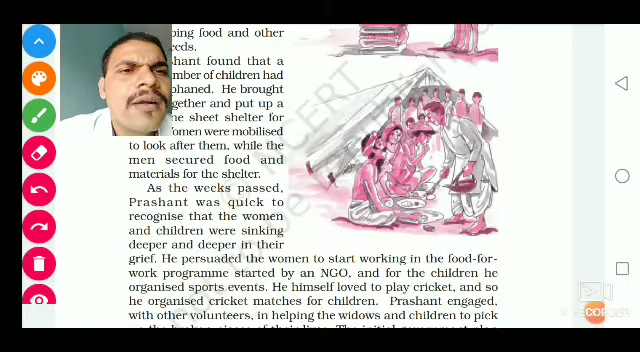 ping food and other
eeds.
hant found that a
mber of children had
phaned. He brought
gether and put up a
ne sheet shelter for
omen were mobilised
to look after them, while the
men secured food and
materials for the shelter.
As the weeks passed,
Prashant was quick to
recognise that the women
and children were sinking
deeper and deeper in their
grief. He persuaded the women to start working in the food-for-
work programme started by an NGO, and for the children he
organised sports events. He himself loved to play cricket, and so
he organised cricket matches for children. Prashant engaged,
with other volunteers, in helping the widows and children to pick